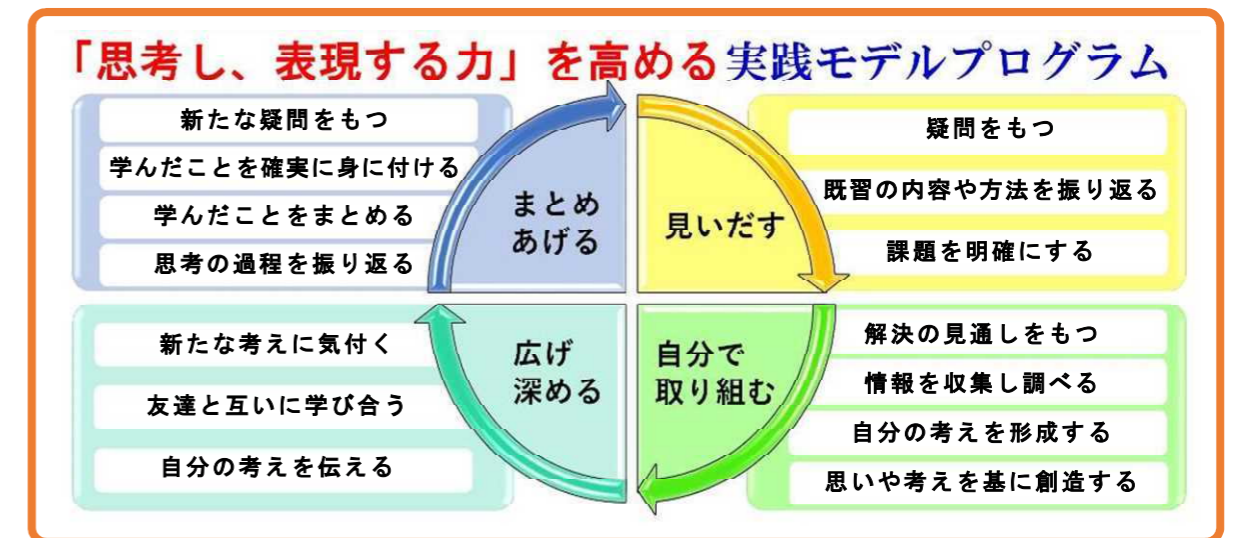 「思考し、表現する力」を高める実践モデルプログラム
新たな疑問をもつ
学んだことを確実に身に付ける
学んだことをまとめる
思考の過程を振り返る
まとめ
あげる
見いだす
疑問をもつ
既習の内容や方法を振り返る
課題を明確にする
新たな考えに気付く
友達と互いに学び合う
自分の考えを伝える
広げ
深める
自分で
取り組む
解決の見通しをもつ
情報を収集し調べる
自分の考えを形成する
思いや考えを基に創造する